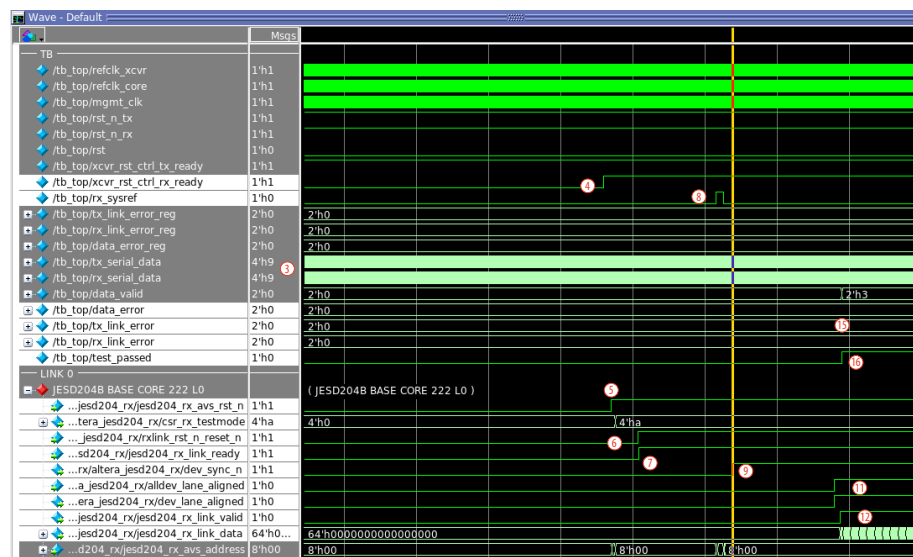 Wave - Default
Msgs
TB
/tb_top/refclk_xcvr 1'h1
/tb_top/refclk_core 1'h1
/tb_top/mgmt_clk 1'h1
/tb_top/rst_n_tx 1'h1
/tb_top/rst_n_rx 1'h1
/tb_top/rst 1'h0
/tb_top/xcvr_rst_ctrl_tx_ready 1'h1
/tb_top/xcvr_rst_ctrl_rx_ready 1'h1 4
/tb_top/rx_sysref 1'h0 8
/tb_top/tx_link_error_reg 2'h0 2'h0
/tb_top/rx_link_error_reg 2'h0 2'h0
/tb_top/data_error_reg 2'h0 2'h0
/tb_top/tx_serial_data 4'h9
3
/tb_top/rx_serial_data 4'h9
/tb_top/data_valid 2'h0 2'h0 2'h3
/tb_top/data_error 2'h0 2'h0
/tb_top/tx_link_error 2'h0 2'h0 15
/tb_top/rx_link_error 2'h0 2'h0
/tb_top/test_passed 1'h0 16
LINK 0
JESD204B BASE CORE 222 L0 ( JESD204B BASE CORE 222 L0 ) 5
...jesd204_rx/jesd204_rx_avs_rst_n 1'h1
...tera_jesd204_rx/csr_rx_testmode 4'ha 4'h0 4'ha
..._jesd204_rx/rxlink_rst_n_reset_n 1'h1 6
...sd204_rx/jesd204_rx_link_ready 1'h1 7
...rx/altera_jesd204_rx/dev_sync_n 1'h1 9
...a_jesd204_rx/alldev_lane_aligned 1'h0 11
...era_jesd204_rx/dev_lane_aligned 1'h0
...jesd204_rx/jesd204_rx_link_valid 1'h0 12
...jesd204_rx/jesd204_rx_link_data 64'h0... 64'h0000000000000000
...d204_rx/jesd204_rx_avs_address 8'h00 8'h00 8'h00 8'h00